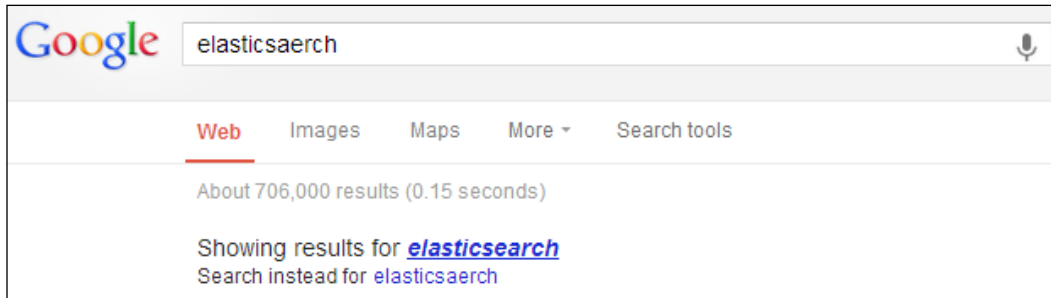 Google elasticsaerch
Web Images Maps More Search tools
About 706,000 results (0.15 seconds)
Showing results for elasticsearch
Search instead for elasticsaerch